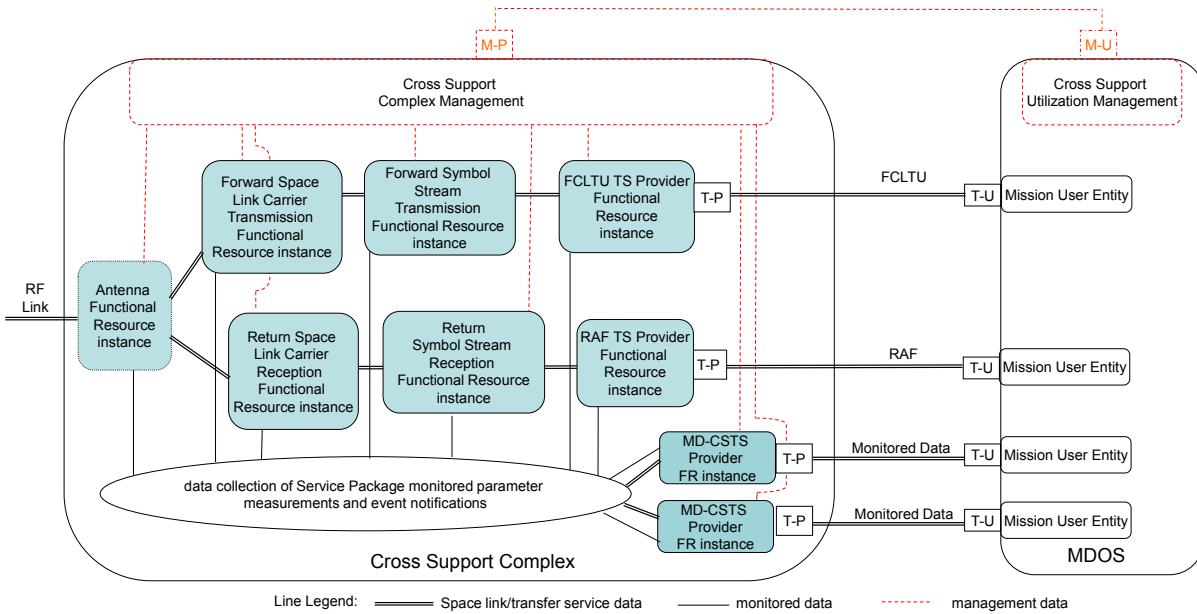 M-P
M-U
Cross Support
Complex Management
Cross Support
Utilization Management
Forward Space
Link Carrier
Transmission
Functional
Resource instance
Forward Symbol
Stream
Transmission
Functional Resource
instance
FCLTU TS Provider
Functional
Resource
instance
T-P
FCLTU
T-U
Mission User Entity
RF
Link
Antenna
Functional
Resource
instance
Return Space
Link Carrier
Reception
Functional
Resource instance
Return
Symbol Stream
Reception
Functional Resource
instance
RAF TS Provider
Functional
Resource
instance
T-P
RAF
T-U
Mission User Entity
MD-CSTS
Provider
FR instance
T-P
Monitored Data
T-U
Mission User Entity
data collection of Service Package monitored parameter
measurements and event notifications
MD-CSTS
Provider
FR instance
T-P
Monitored Data
T-U
Mission User Entity
Cross Support Complex
MDOS
Line Legend:
Space link/transfer service data
monitored data
management data